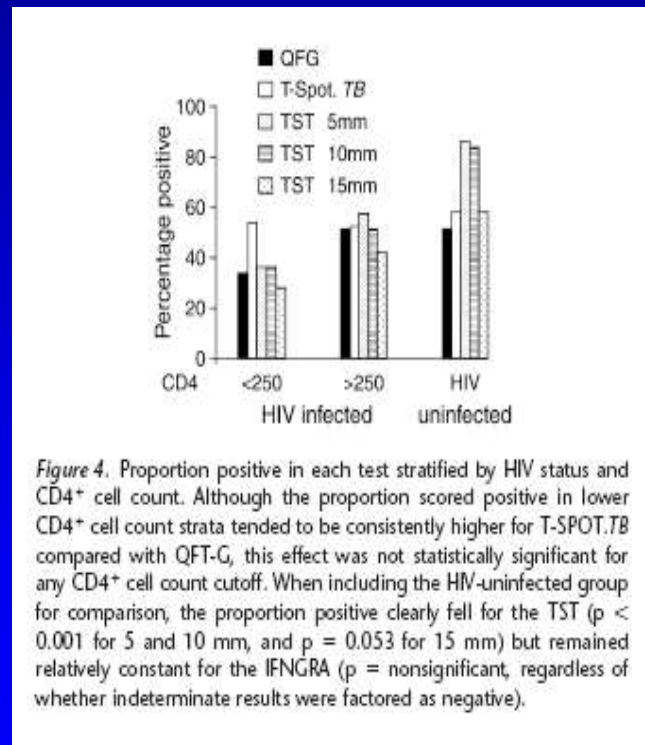 QFG
T-Spot. TB
TST 5mm
TST 10mm
TST 15mm
100
80
60
40
20
0
Percentage positive
CD4 <250 >250 HIV
HIV infected uninfected
Figure 4. Proportion positive in each test stratified by HIV status and
CD4+ cell count. Although the proportion scored positive in lower
CD4+ cell count strata tended to be consistently higher for T-SPOT.TB
compared with QFT-G, this effect was not statistically significant for
any CD4+ cell count cutoff. When including the HIV-uninfected group
for comparison, the proportion positive clearly fell for the TST (p <
0.001 for 5 and 10 mm, and p = 0.053 for 15 mm) but remained
relatively constant for the IFNGRA (p = nonsignificant, regardless of
whether indeterminate results were factored as negative).